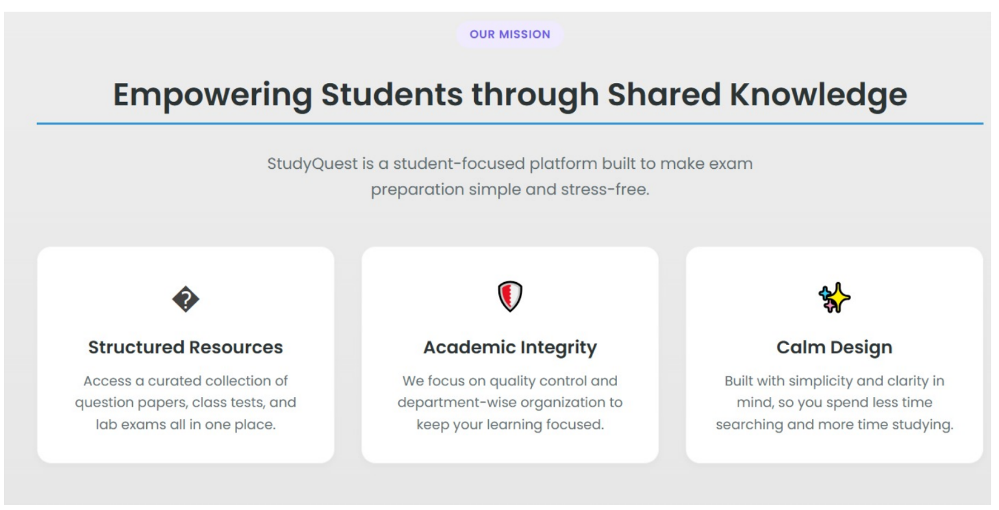 OUR MISSION
Empowering Students through Shared Knowledge
StudyQuest is a student-focused platform built to make exam
preparation simple and stress-free.
�
Structured Resources
Access a curated collection of
question papers, class tests, and
lab exams all in one place.
Academic Integrity
We focus on quality control and
department-wise organization to
keep your learning focused.
Calm Design
Built with simplicity and clarity in
mind, so you spend less time
searching and more time studying.